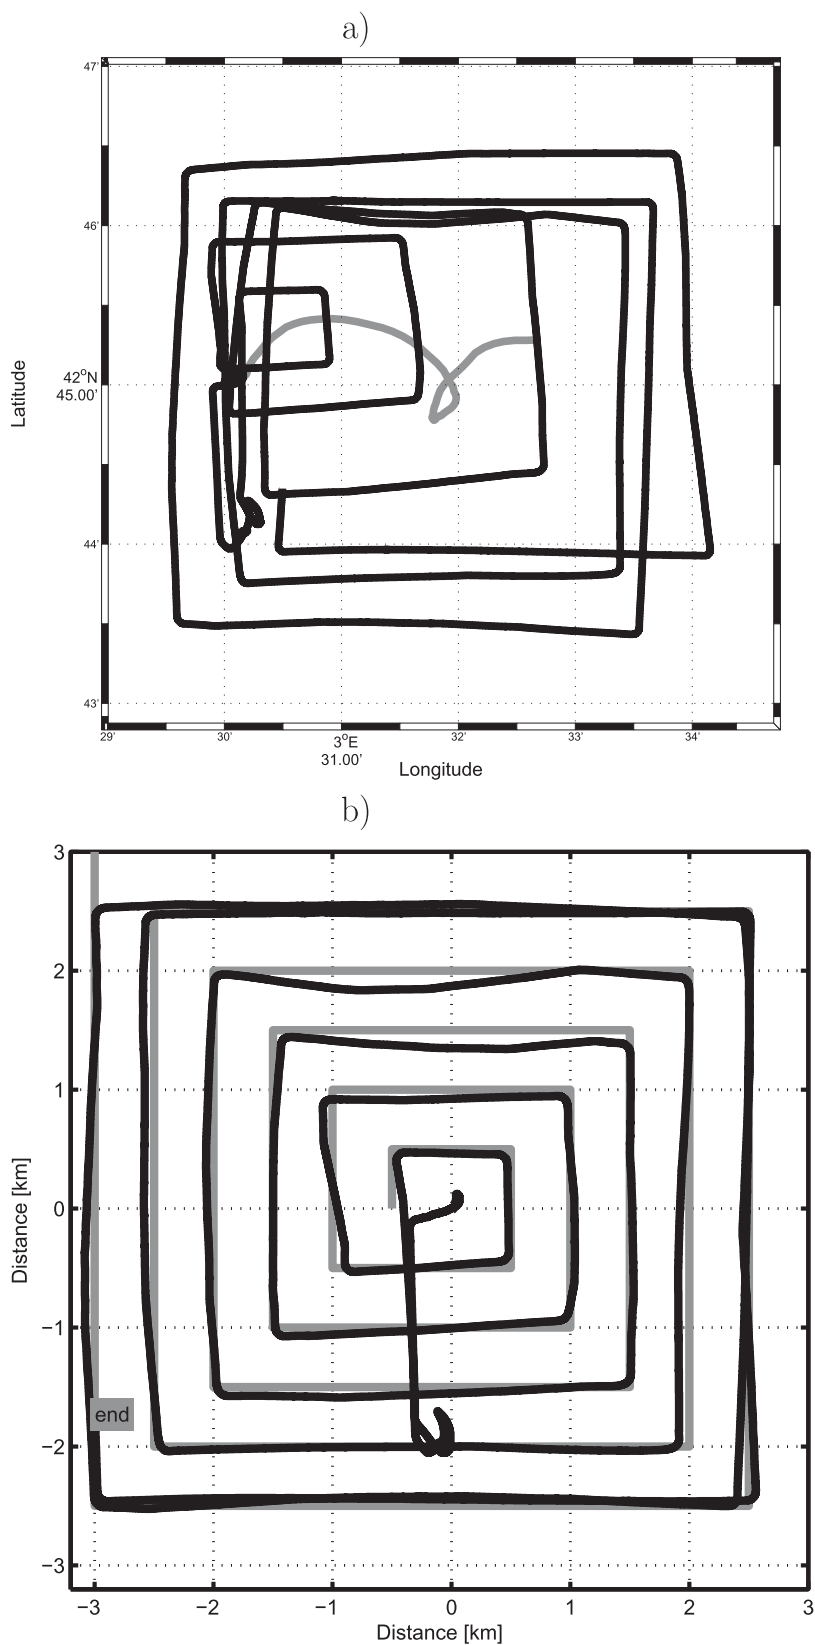 a)
47'
46'
Latitude
42°N
45.00'
44'
43'
29' 30' 3°E 32' 33' 34'
31.00'
Longitude
b)
3
2
1
0
−1
−2
−3
Distance [km]
end
−3 −2 −1 0 1 2 3
Distance [km]